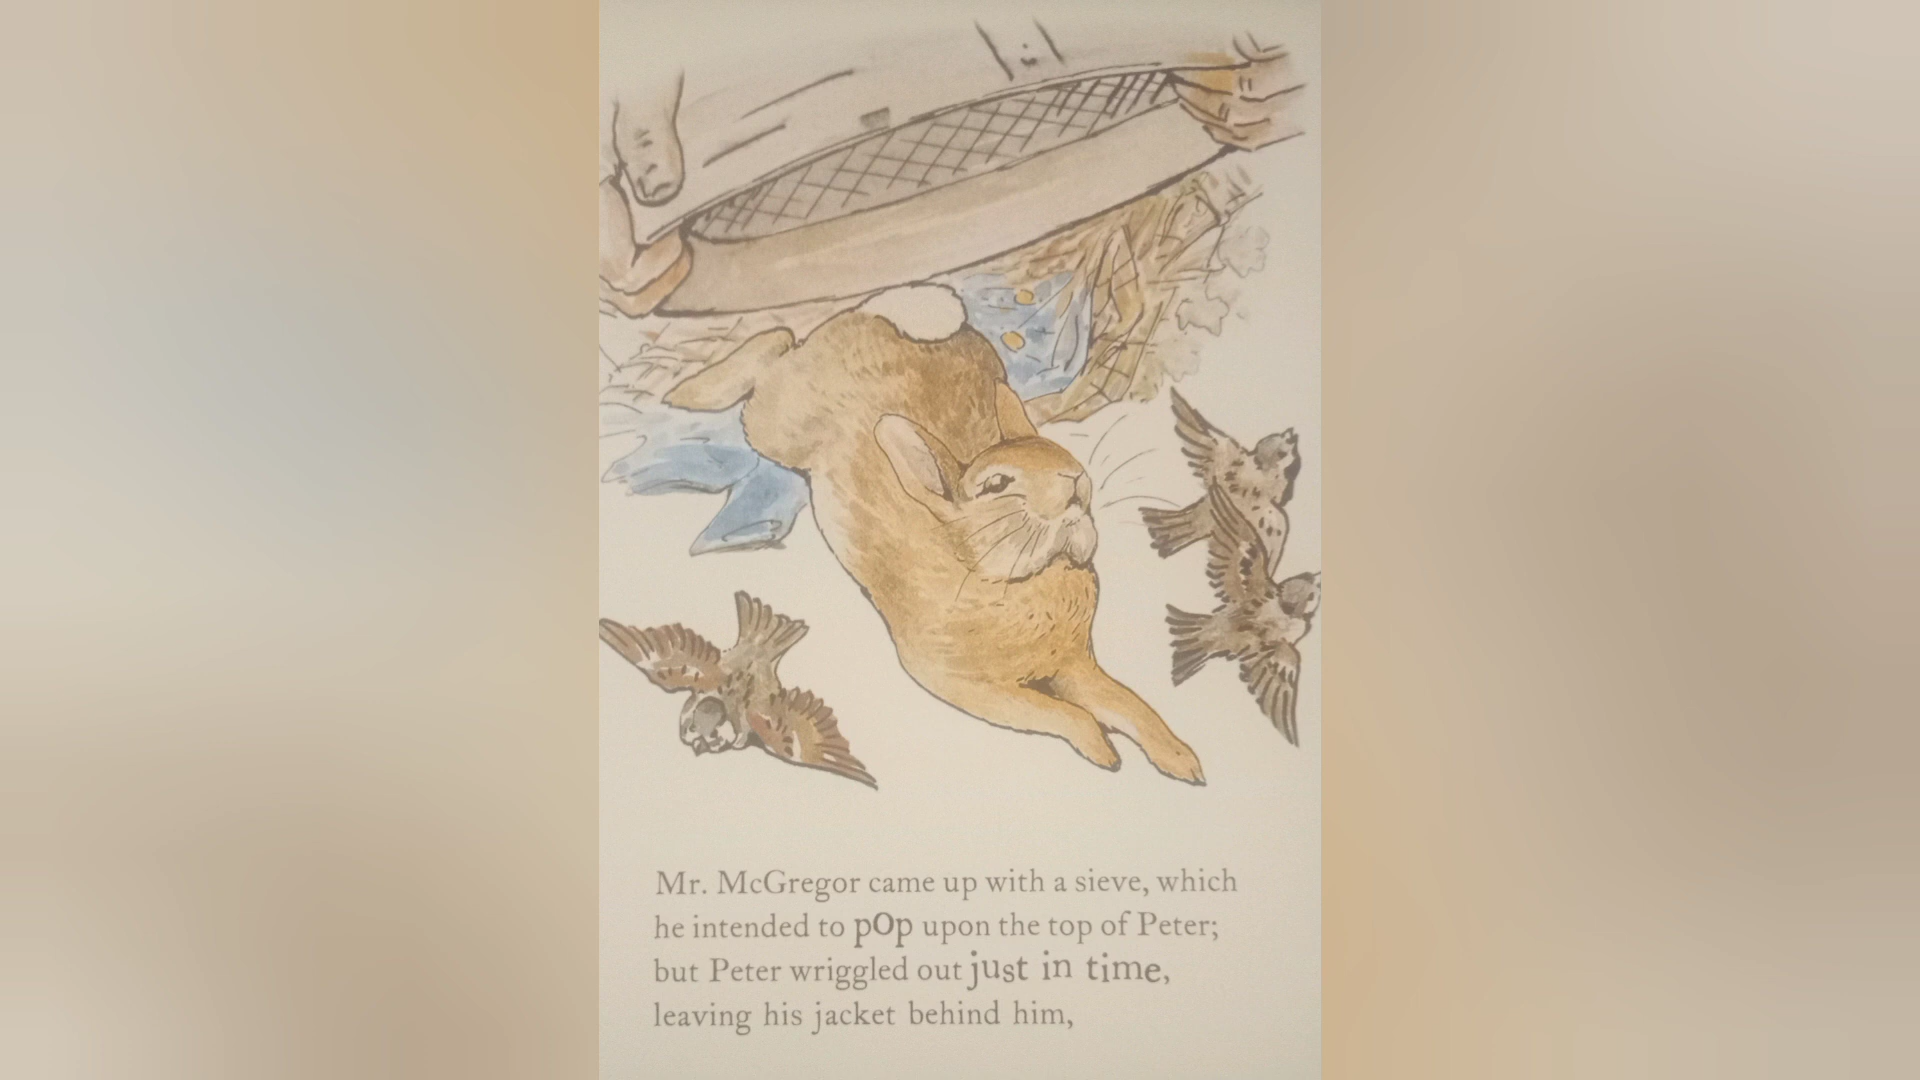 Mr. McGregor came up with a sieve, which
he intended to pOp upon the top of Peter;
but Peter wriggled out just in time,
leaving his jacket behind him,